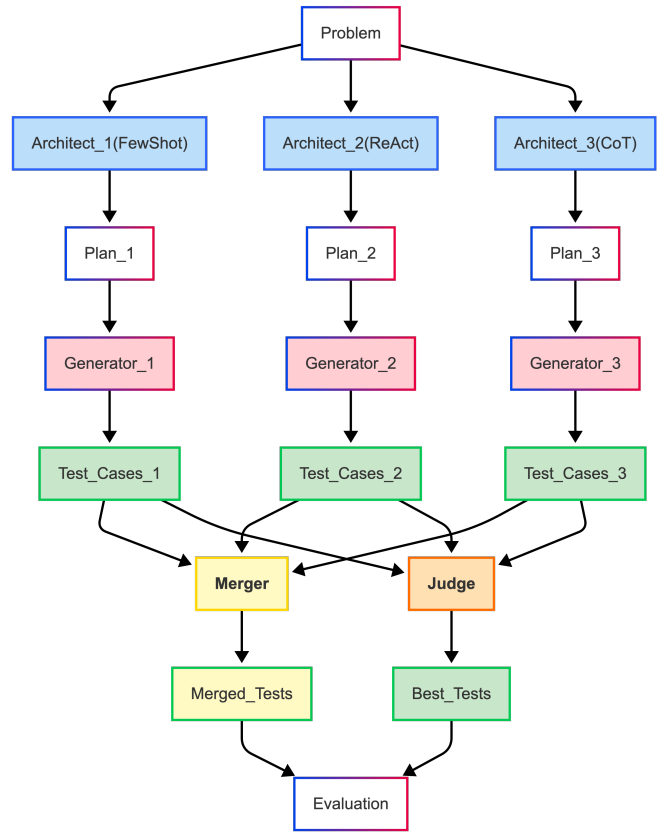 Problem
Architect_1(FewShot)
Architect_2(ReAct)
Architect_3(CoT)
Plan_1
Plan_2
Plan_3
Generator_1
Generator_2
Generator_3
Test_Cases_1
Test_Cases_2
Test_Cases_3
Merger
Judge
Merged_Tests
Best_Tests
Evaluation